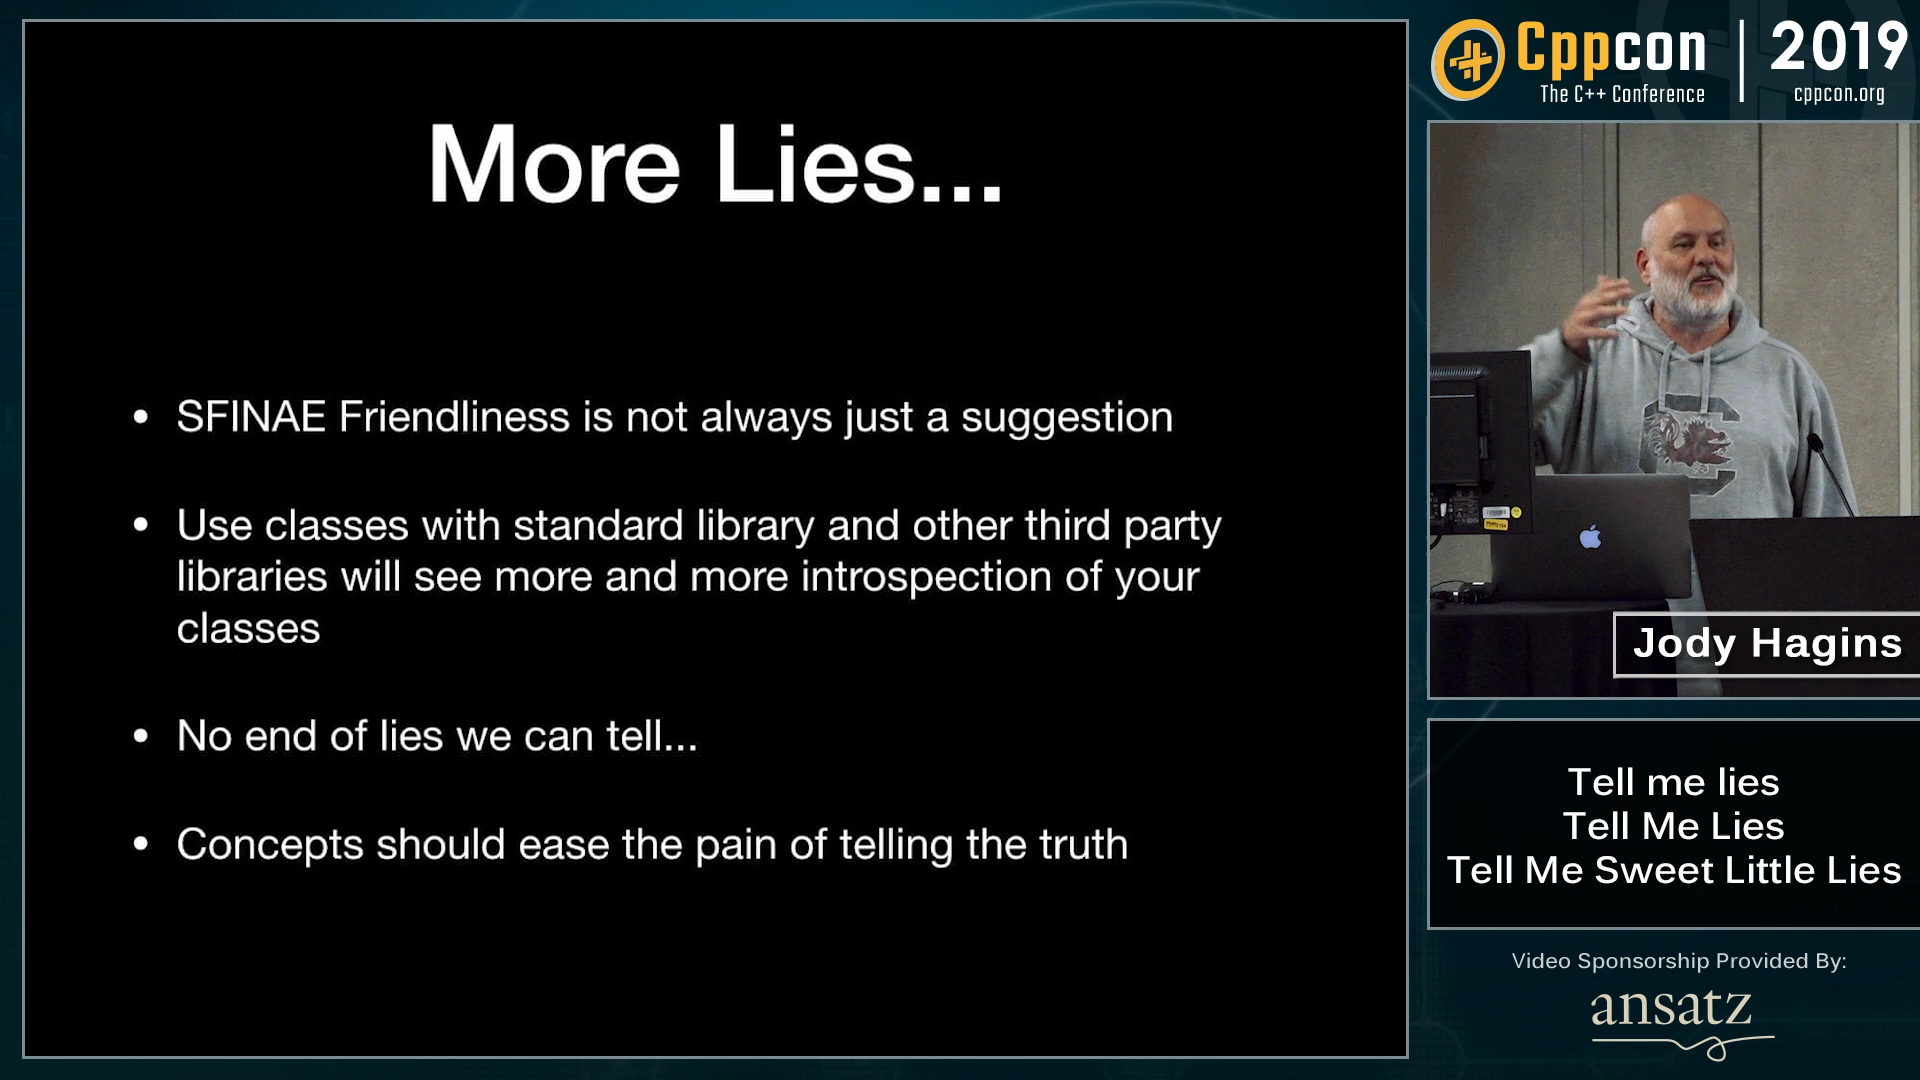 More Lies...
• SFINAE Friendliness is not always just a suggestion
• Use classes with standard library and other third party
libraries will see more and more introspection of your
classes
• No end of lies we can tell...
• Concepts should ease the pain of telling the truth
Cppcon
The C++ Conference
2019
cppcon.org
Jody Hagins
Tell me lies
Tell Me Lies
Tell Me Sweet Little Lies
Video Sponsorship Provided By:
ansatz